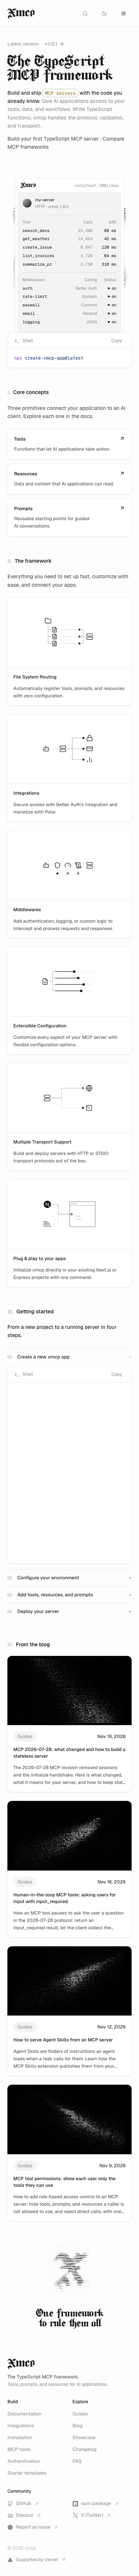 Xmcp
Latest version
The TypeScript
MCP framework
Build and ship MCP servers with the code you
already know. Give AI applications access to your
tools, data, and workflows. Write TypeScript
functions; xmcp handles the protocol, validation,
and transport.
Build your first TypeScript MCP server · Compare
MCP frameworks
Xmcp
my-server
Tool Calls p95
search_docs
get_weather
create_issue
list_invoices
summarize_pr
Middleware Config Status
auth Better Auth on
rate-limit Upstash on
paywall on
email Resend on
logging JSON on
Shell Copy
npx create-xmcp-app@latest
Core concepts
Three primitives connect your application to an AI
client. Explore each one in the docs.
Tools
Functions that let AI applications take action.
Resources
Data and context that AI applications can read
Prompts
Reusable starting points for guided
AI conversations.
The framework
Everything you need to set up fast, customize with
ease, and connect your apps.
File System Routing
Automatically register tools, prompts, and resources
with zero configuration.
Integrations
Secure access with Better Auth's integration and
monetize with Polar.
Middlewares
Add authentication, logging, or custom logic to
intercept and process requests and responses.
Extensible Configuration
Customize every aspect of your MCP server with
flexible configuration options.
Multiple Transport Support
Build and deploy servers with HTTP or STDIO
transport protocols out of the box.
Plug & play to your apps
Initialize xmcp directly in your existing Next.js or
Express projects with one command.
Getting started
From a new project to a running server in four
steps.
01 Create a new xmcp app
Shell Copy
02 Configure your environment +
03 Add tools, resources, and prompts +
04 Deploy your server +
From the blog
Guides
MCP 2026-07-28: what changed and how to build a
stateless server
The 2026-07-28 MCP revision removed sessions
and the initialize handshake. Here is what changed,
what it means for your server, and how to keep stat...
Guides
Human-in-the-loop MCP tools: asking users for
input with input_required
How an MCP tool pauses to ask the user a question
in the 2026-07-28 protocol: return an
input_required result, let the client collect the...
Guides Nov 12, 2026
How to serve Agent Skills from an MCP server
Agent Skills are folders of instructions an agent
loads when a task calls for them. Learn how the
MCP Skills extension publishes them from your...
Guides Nov 9, 2026
MCP tool permissions: show each user only the
tools they can use
How to add role-based access control to an MCP
server: hide tools, prompts, and resources a caller is
not allowed to use, and reject direct calls, with one...
One framework
to rule them all
Xmcp
The TypeScript MCP framework.
Tools, prompts, and resources for AI applications.
Build Explore
Documentation Guides
Integrations Blog
Installation Showcase
MCP tools Changelog
Authentication FAQ
Starter templates
Community
GitHub npm package
Discord X (Twitter)
Report an issue
© 2026 xmcp
Supported by Vercel